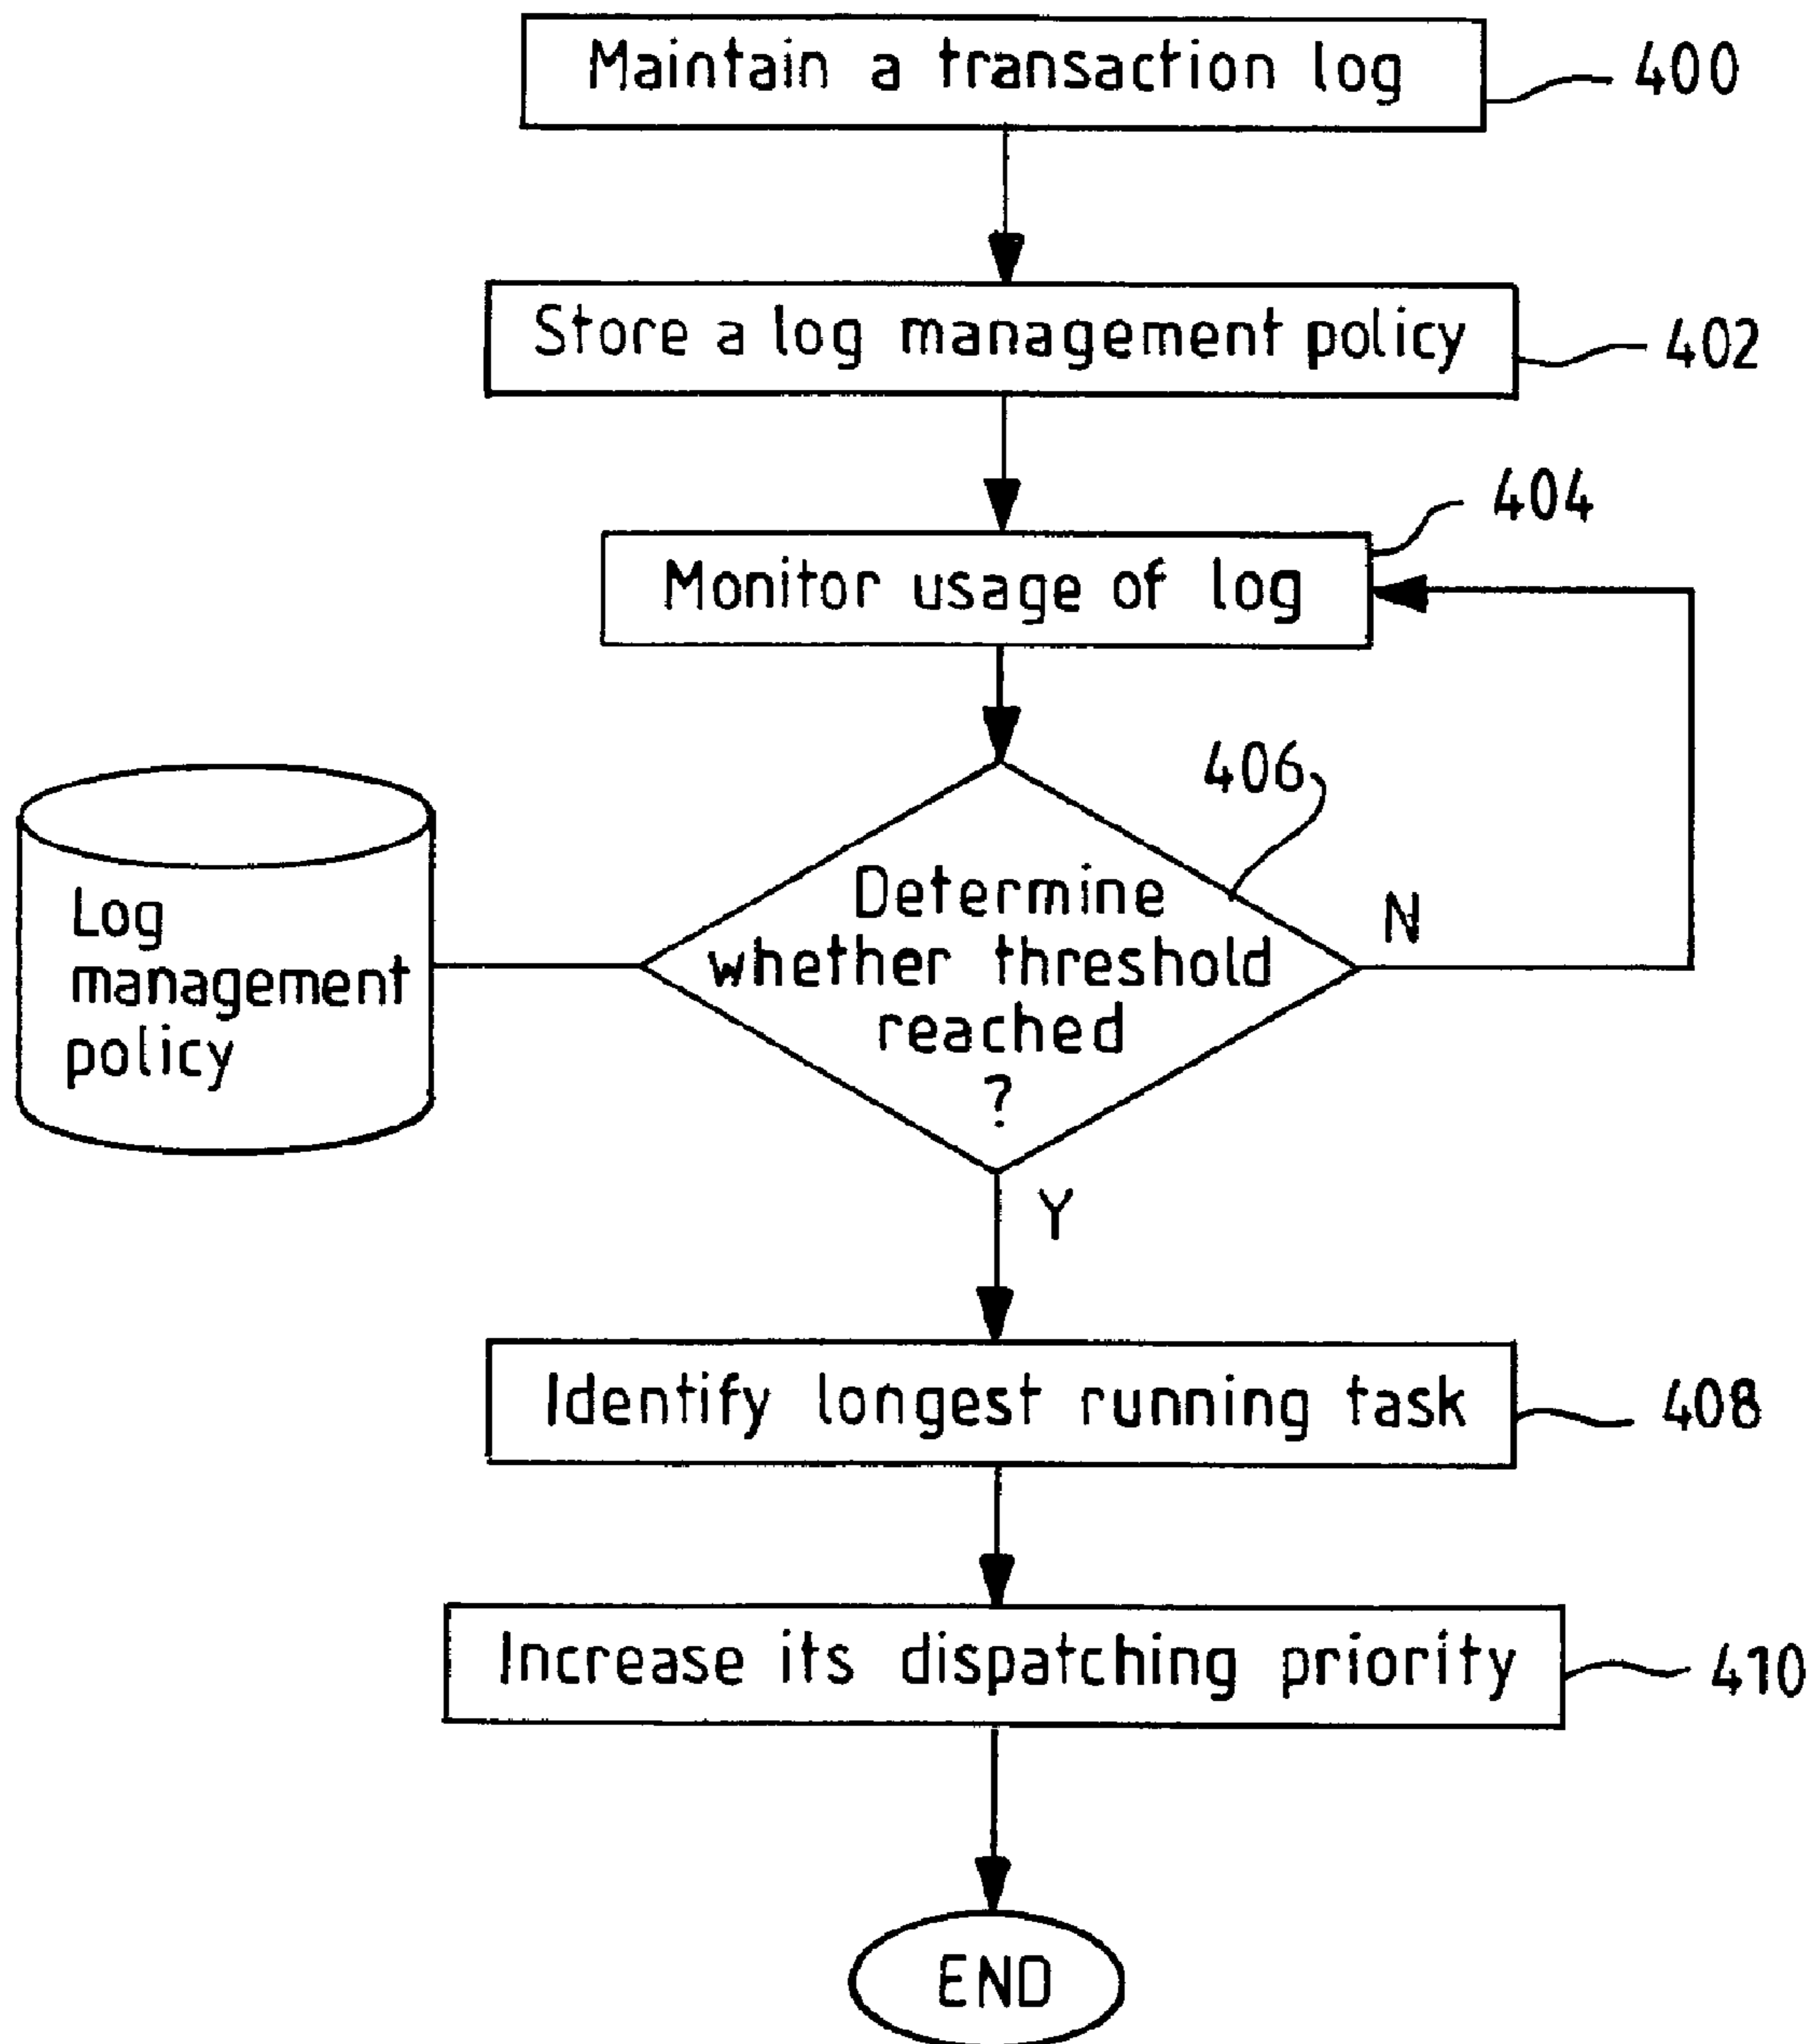 Maintain a transaction log
400
Store a log management policy
402
404
Monitor usage of log
406
Determine
whether threshold
reached
?
N
Log
management
policy
Y
Identify longest running task
408
Increase its dispatching priority
410
END